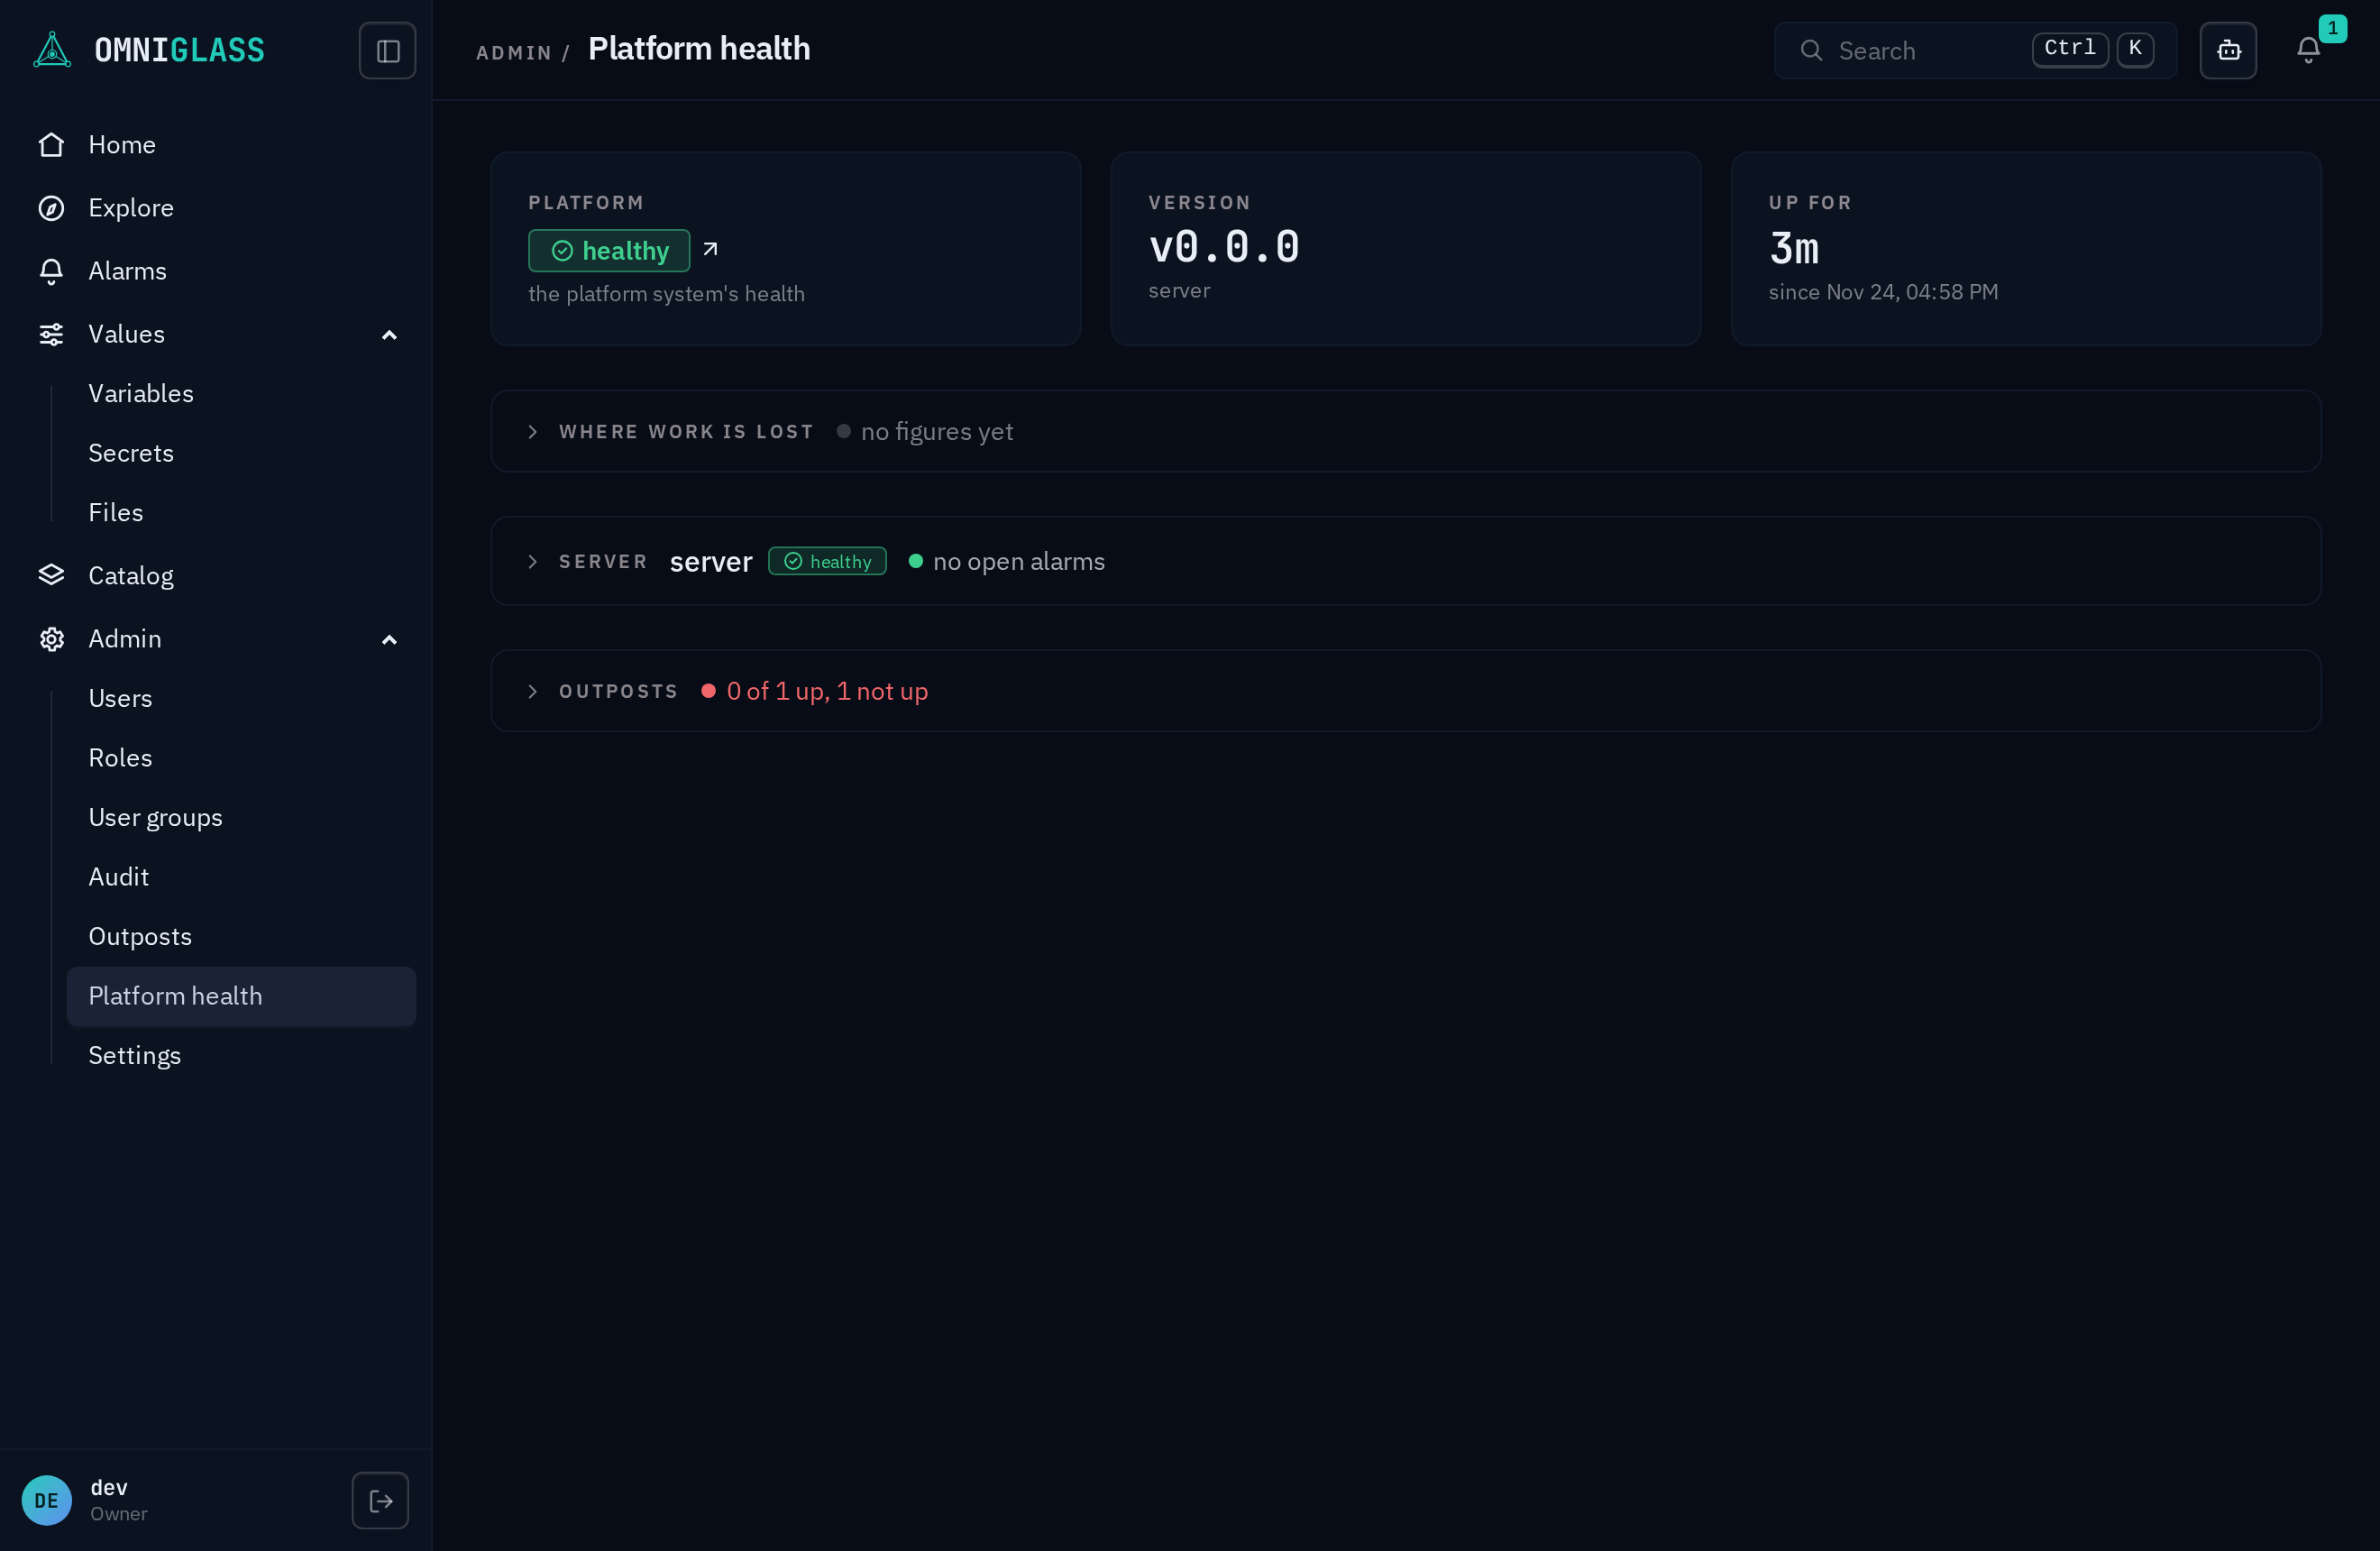 OMNIGLASS
ADMIN / Platform health
Search Ctrl K
1
Home
Explore
Alarms
Values
Variables
Secrets
Files
Catalog
Admin
Users
Roles
User groups
Audit
Outposts
Platform health
Settings
DE
dev
Owner
PLATFORM
healthy
the platform system's health
VERSION
v0.0.0
server
UP FOR
3m
since Nov 24, 04:58 PM
WHERE WORK IS LOST no figures yet
SERVER server healthy no open alarms
OUTPOSTS 0 of 1 up, 1 not up